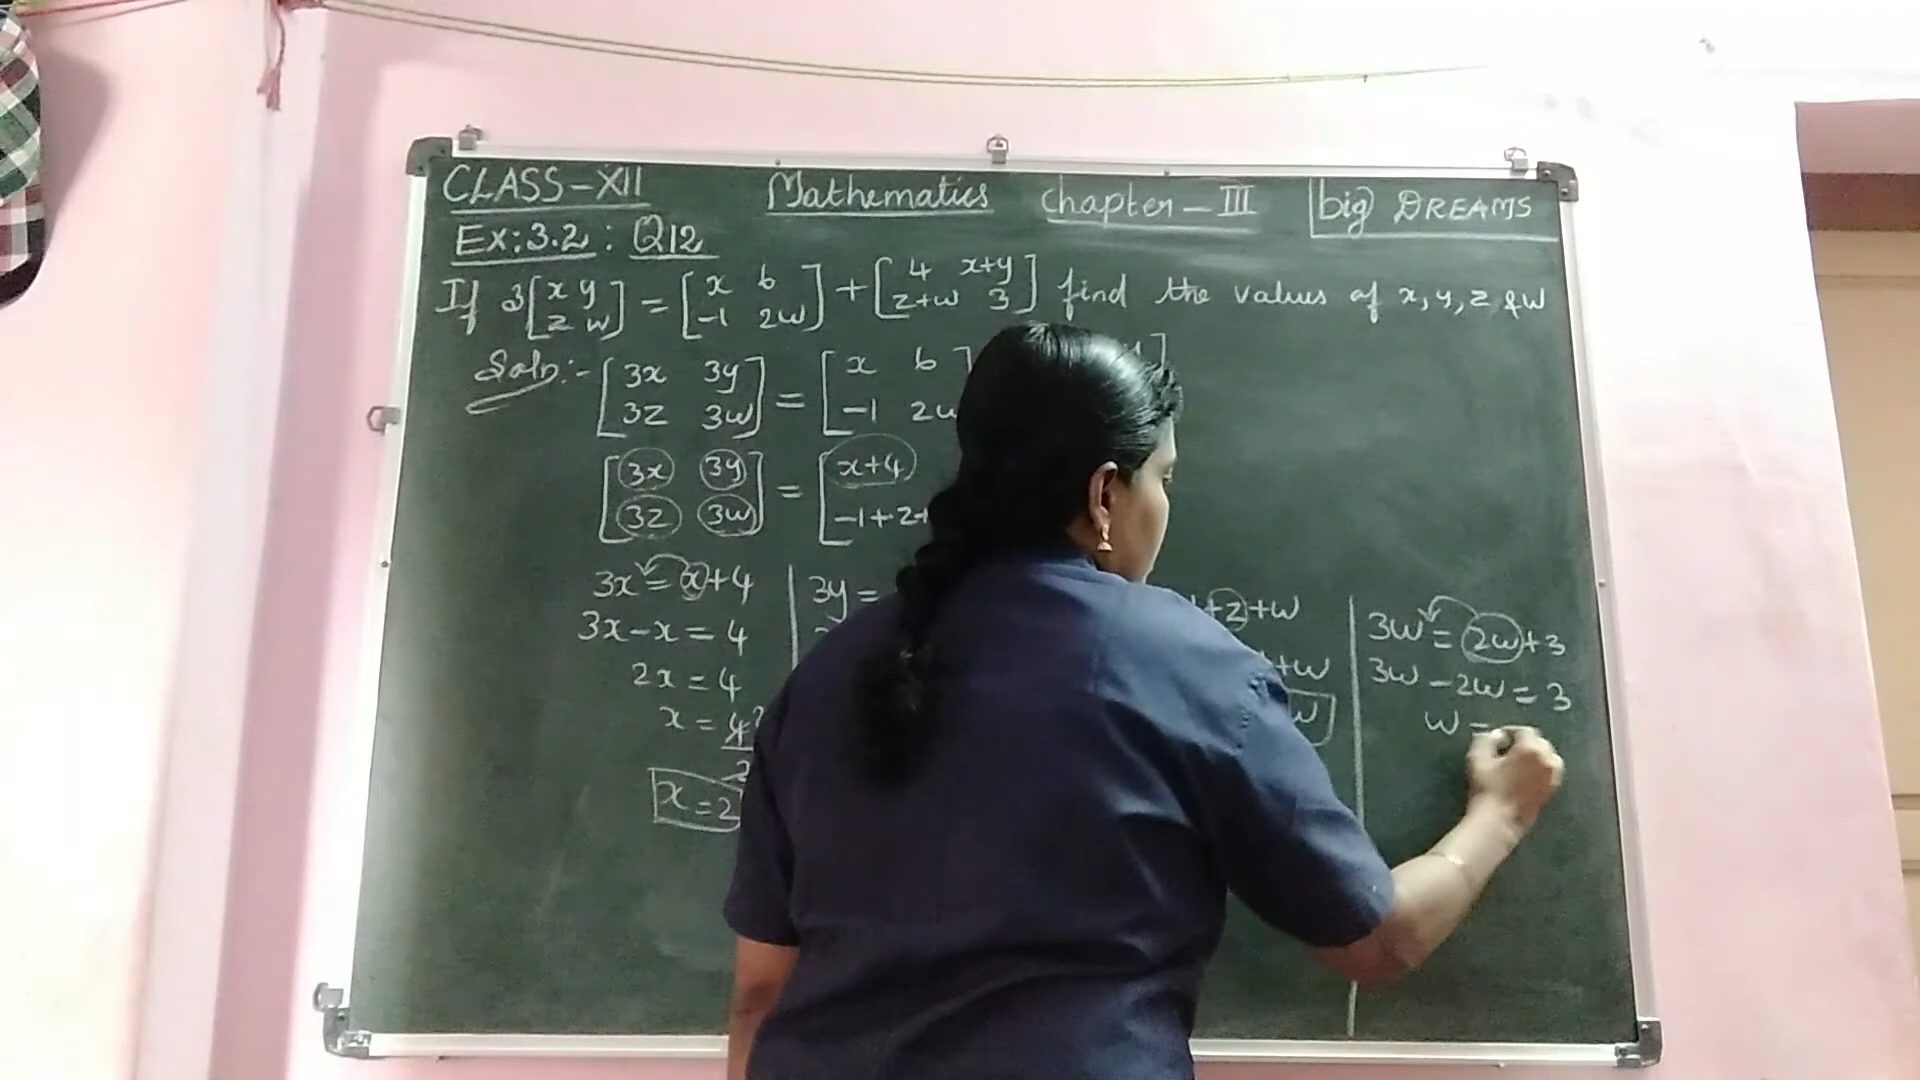 CLASS-XII Mathematics Chapter-III big DREAMS
Ex:3.2: Q12
If 3[x y
z w] = [x 6
-1 2w] + [4 x+y
z+w 3] find the values of x, y, z & w
Soln:- [3x 3y
3z 3w] = [x 6
-1 2w
[3x 3y
3z 3w] = [x+4
-1+z+
3x = x+4
3x-x = 4
2x = 4
x = 4
2
x = 2
3y =
+z+w
+w
w
3w = 2w+3
3w-2w = 3
w =